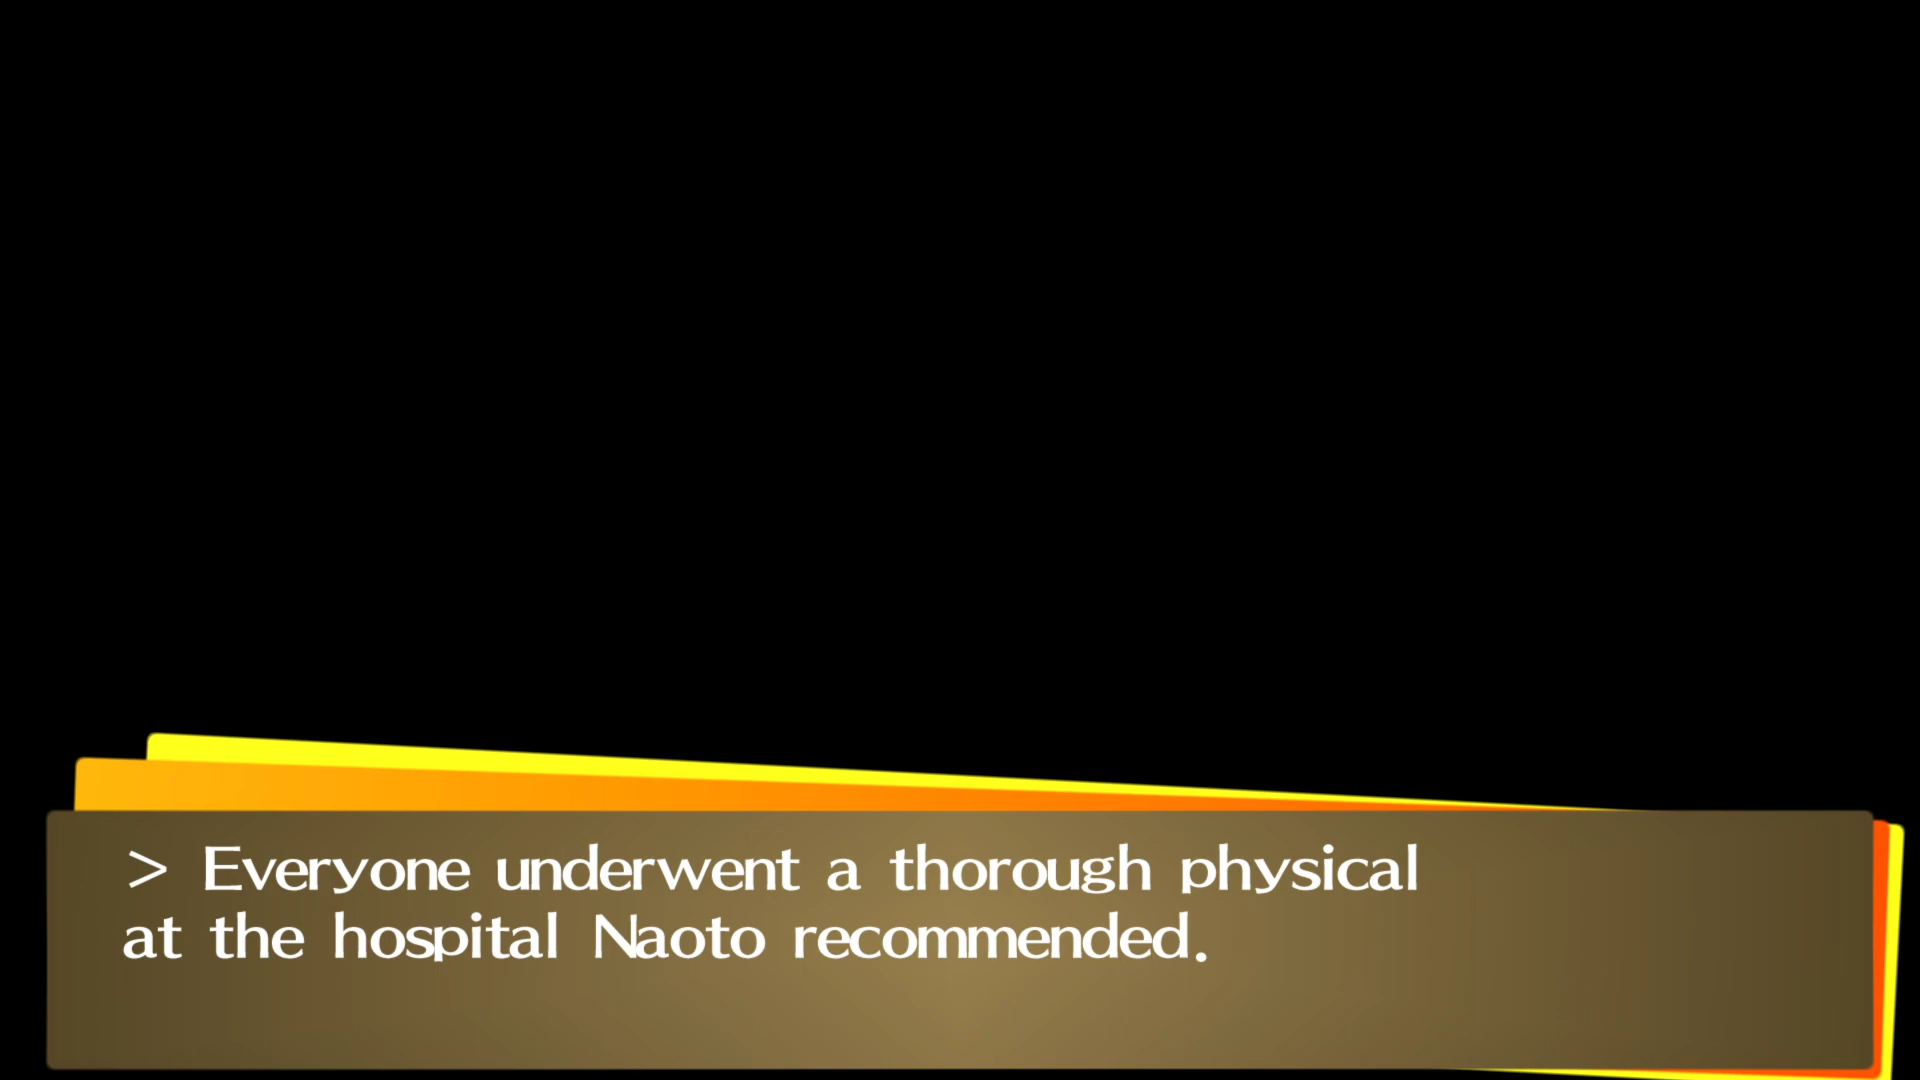 > Everyone underwent a thorough physical
at the hospital Naoto recommended.